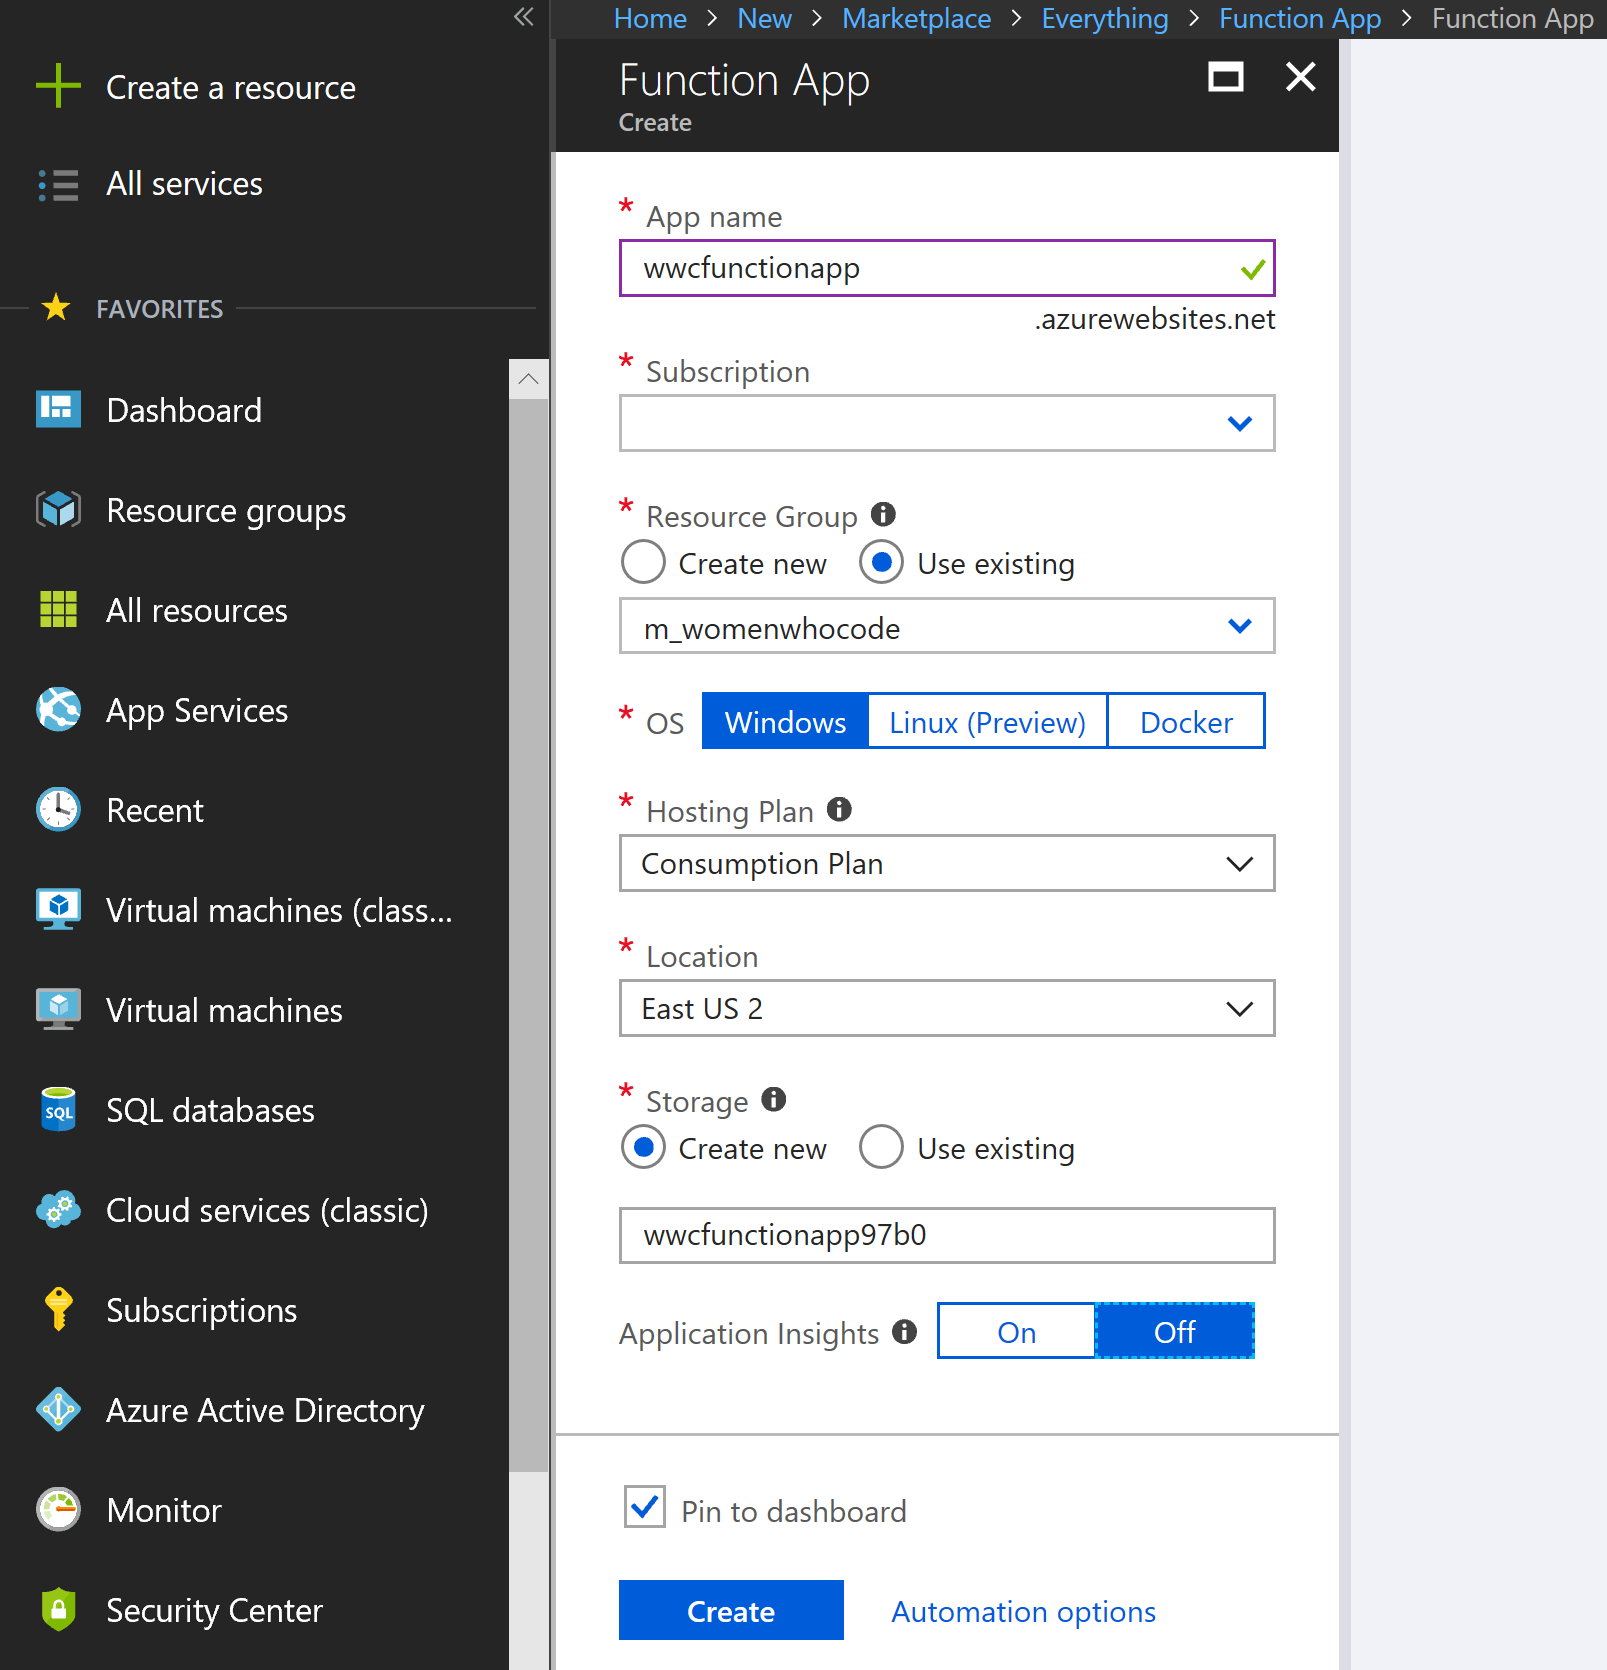 Home > New > Marketplace > Everything > Function App > Function App
Create a resource
All services
FAVORITES
Dashboard
Resource groups
All resources
App Services
Recent
Virtual machines (class...
Virtual machines
SQL
SQL databases
Cloud services (classic)
Subscriptions
Azure Active Directory
Monitor
Security Center
Function App
Create
* App name
wwcfunctionapp
.azurewebsites.net
* Subscription
* Resource Group
Create new Use existing
m_womenwhocode
* OS Windows Linux (Preview) Docker
* Hosting Plan
Consumption Plan
* Location
East US 2
* Storage
Create new Use existing
wwcfunctionapp97b0
Application Insights On Off
Pin to dashboard
Create Automation options